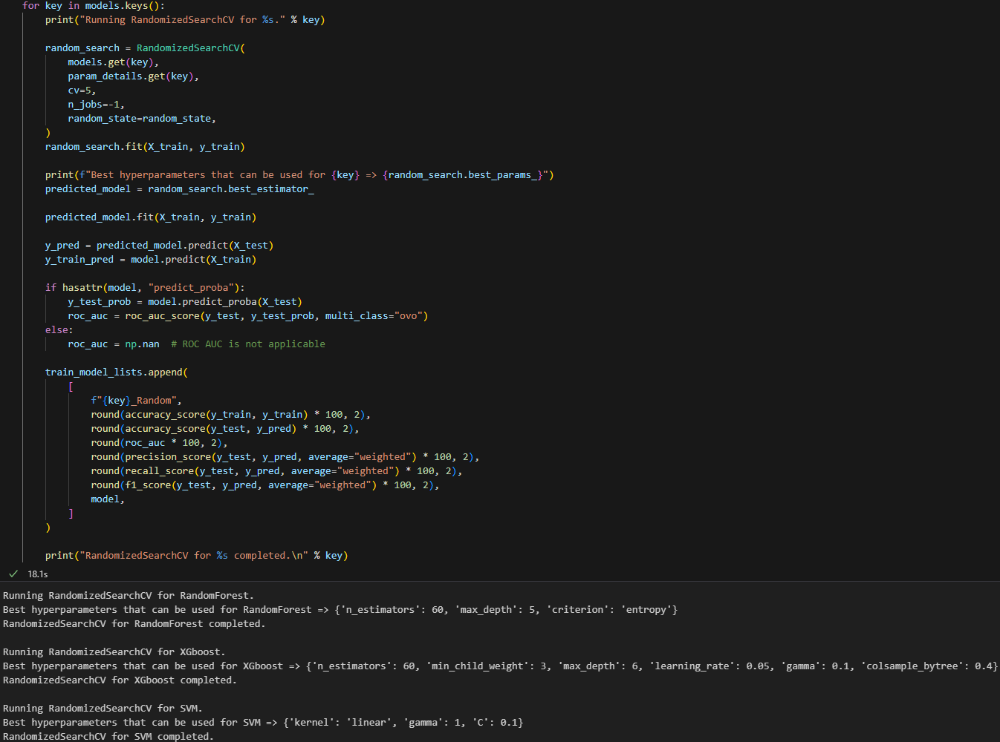 for key in models.keys():
    print("Running RandomizedSearchCV for %s." % key)
    random_search = RandomizedSearchCV(
        models.get(key),
        param_details.get(key),
        cv=5,
        n_jobs=-1,
        random_state=random_state,
    )
    random_search.fit(X_train, y_train)
    print(f"Best hyperparameters that can be used for {key} => {random_search.best_params_}")
    predicted_model = random_search.best_estimator_
    predicted_model.fit(X_train, y_train)
    y_pred = predicted_model.predict(X_test)
    y_train_pred = model.predict(X_train)
    if hasattr(model, "predict_proba"):
        y_test_prob = model.predict_proba(X_test)
        roc_auc = roc_auc_score(y_test, y_test_prob, multi_class="ovo")
    else:
        roc_auc = np.nan  # ROC AUC is not applicable
    train_model_lists.append(
        [
            f"{key}_Random",
            round(accuracy_score(y_train, y_train) * 100, 2),
            round(accuracy_score(y_test, y_pred) * 100, 2),
            round(roc_auc * 100, 2),
            round(precision_score(y_test, y_pred, average="weighted") * 100, 2),
            round(recall_score(y_test, y_pred, average="weighted") * 100, 2),
            round(f1_score(y_test, y_pred, average="weighted") * 100, 2),
            model,
        ]
    )
    print("RandomizedSearchCV for %s completed.\n" % key)
✓ 18.1s
Running RandomizedSearchCV for RandomForest.
Best hyperparameters that can be used for RandomForest => {'n_estimators': 60, 'max_depth': 5, 'criterion': 'entropy'}
RandomizedSearchCV for RandomForest completed.
Running RandomizedSearchCV for XGboost.
Best hyperparameters that can be used for XGboost => {'n_estimators': 60, 'min_child_weight': 3, 'max_depth': 6, 'learning_rate': 0.05, 'gamma': 0.1, 'colsample_bytree': 0.4}
RandomizedSearchCV for XGboost completed.
Running RandomizedSearchCV for SVM.
Best hyperparameters that can be used for SVM => {'kernel': 'linear', 'gamma': 1, 'C': 0.1}
RandomizedSearchCV for SVM completed.